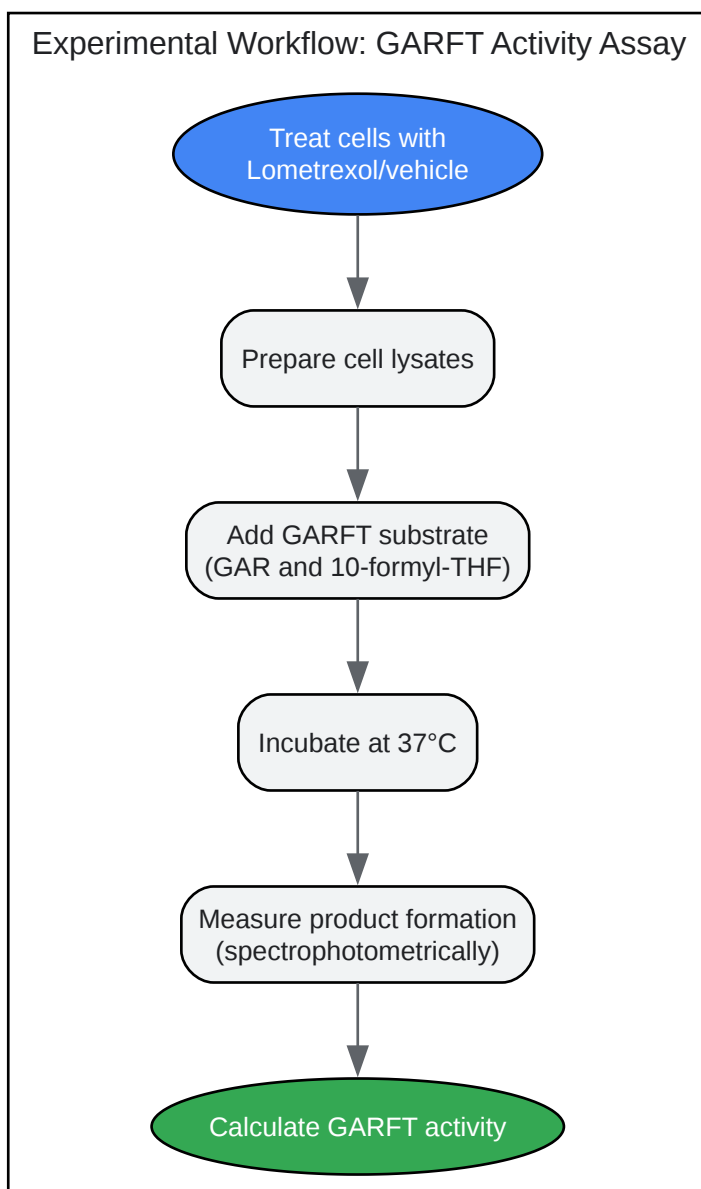 Experimental Workflow: GARFT Activity Assay
Treat cells with
Lometrexol/vehicle
Prepare cell lysates
Add GARFT substrate
(GAR and 10-formyl-THF)
Incubate at 37°C
Measure product formation
(spectrophotometrically)
Calculate GARFT activity